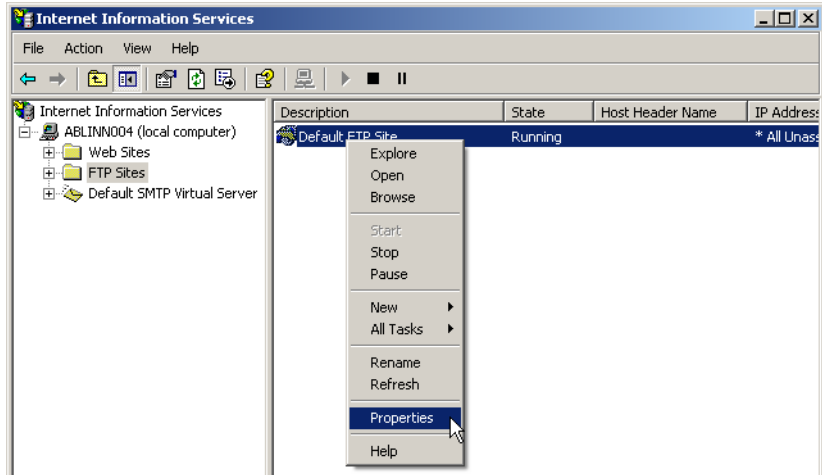 Internet Information Services
File Action View Help
Internet Information Services
ABLINN004 (local computer)
Web Sites
FTP Sites
Default SMTP Virtual Server
Description State Host Header Name IP Address
Default FTP Site Running * All Unass
Explore
Open
Browse
Start
Stop
Pause
New
All Tasks
Rename
Refresh
Properties
Help